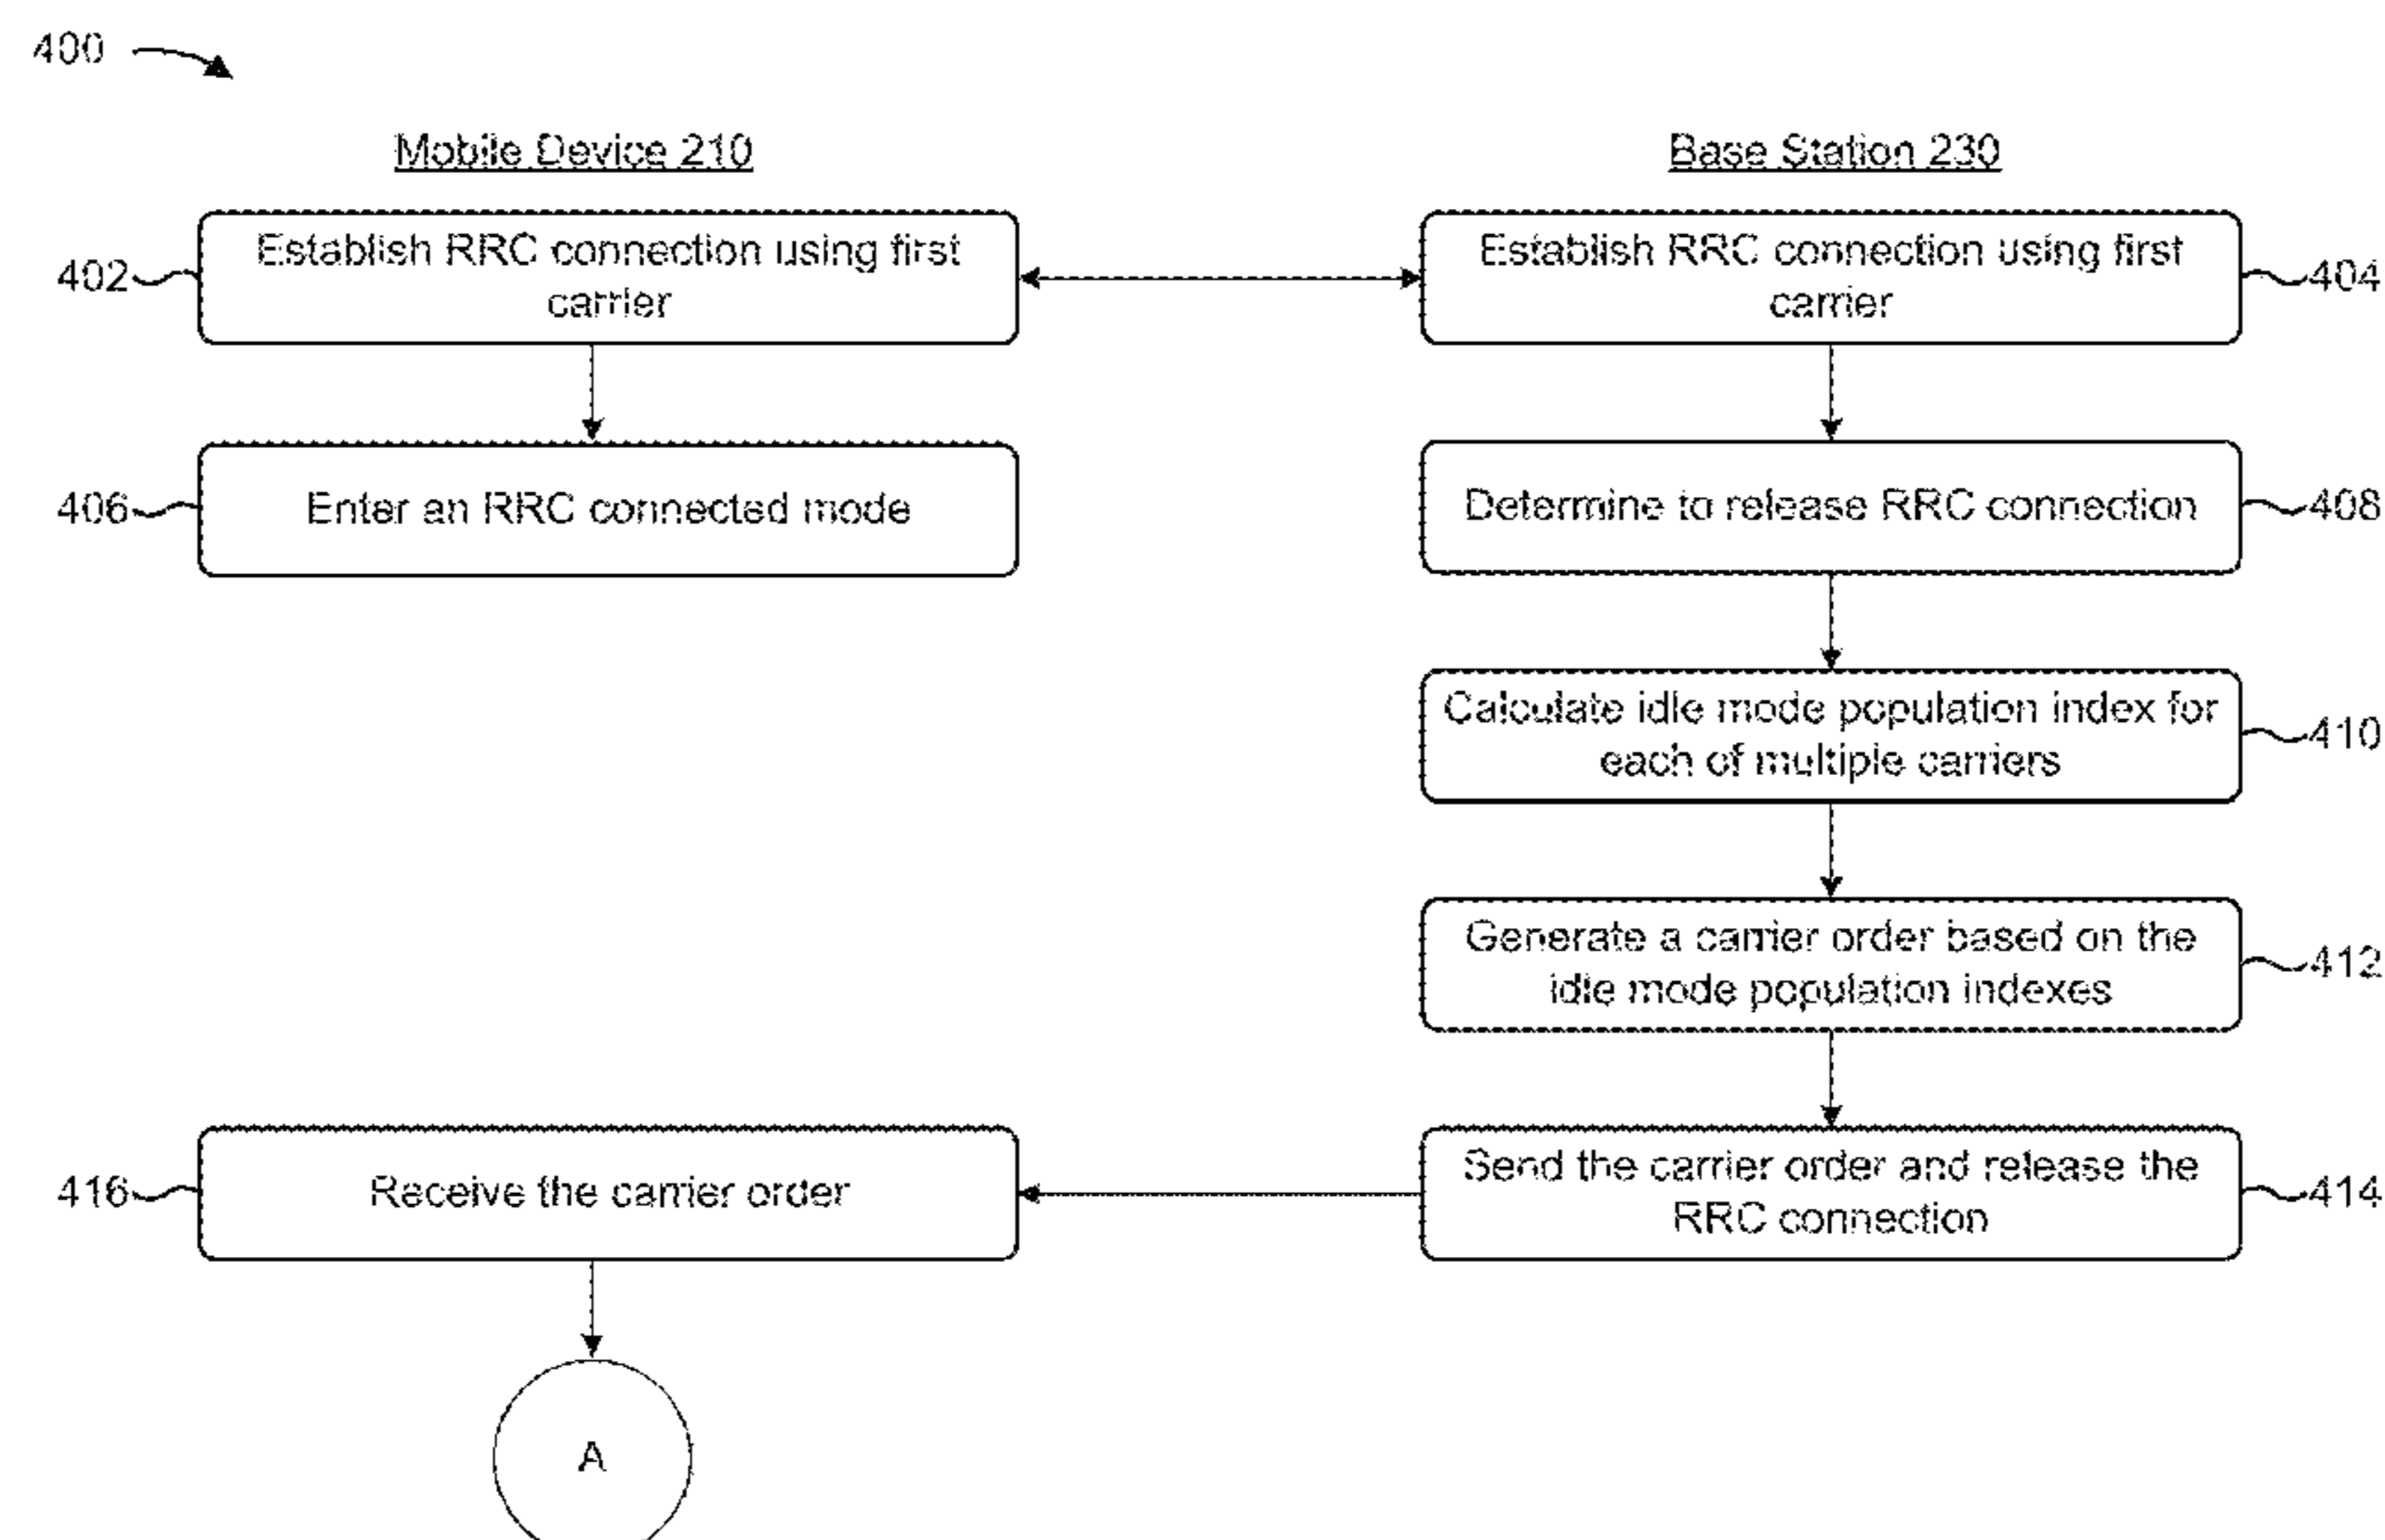 400
Mobile Device 210
Base Station 230
402
Establish RRC connection using first
carrier
Establish RRC connection using first
carrier
404
406
Enter an RRC connected mode
Determine to release RRC connection
408
Calculate idle mode population index for
each of multiple carriers
410
Generate a carrier order based on the
idle mode population indexes
412
416
Receive the carrier order
Send the carrier order and release the
RRC connection
414
A